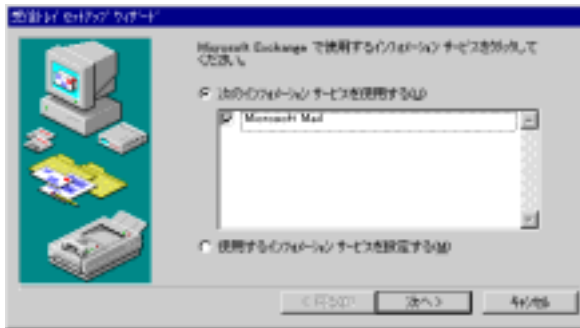 受信トレイ セットアップ ウィザード
Microsoft Exchange で使用するインフォメーション サービスをクリックして
ください。
次のインフォメーション サービスを使用する(U)
Microsoft Mail
使用するインフォメーション サービスを設定する(M)
< 戻る(B)
次へ >
キャンセル